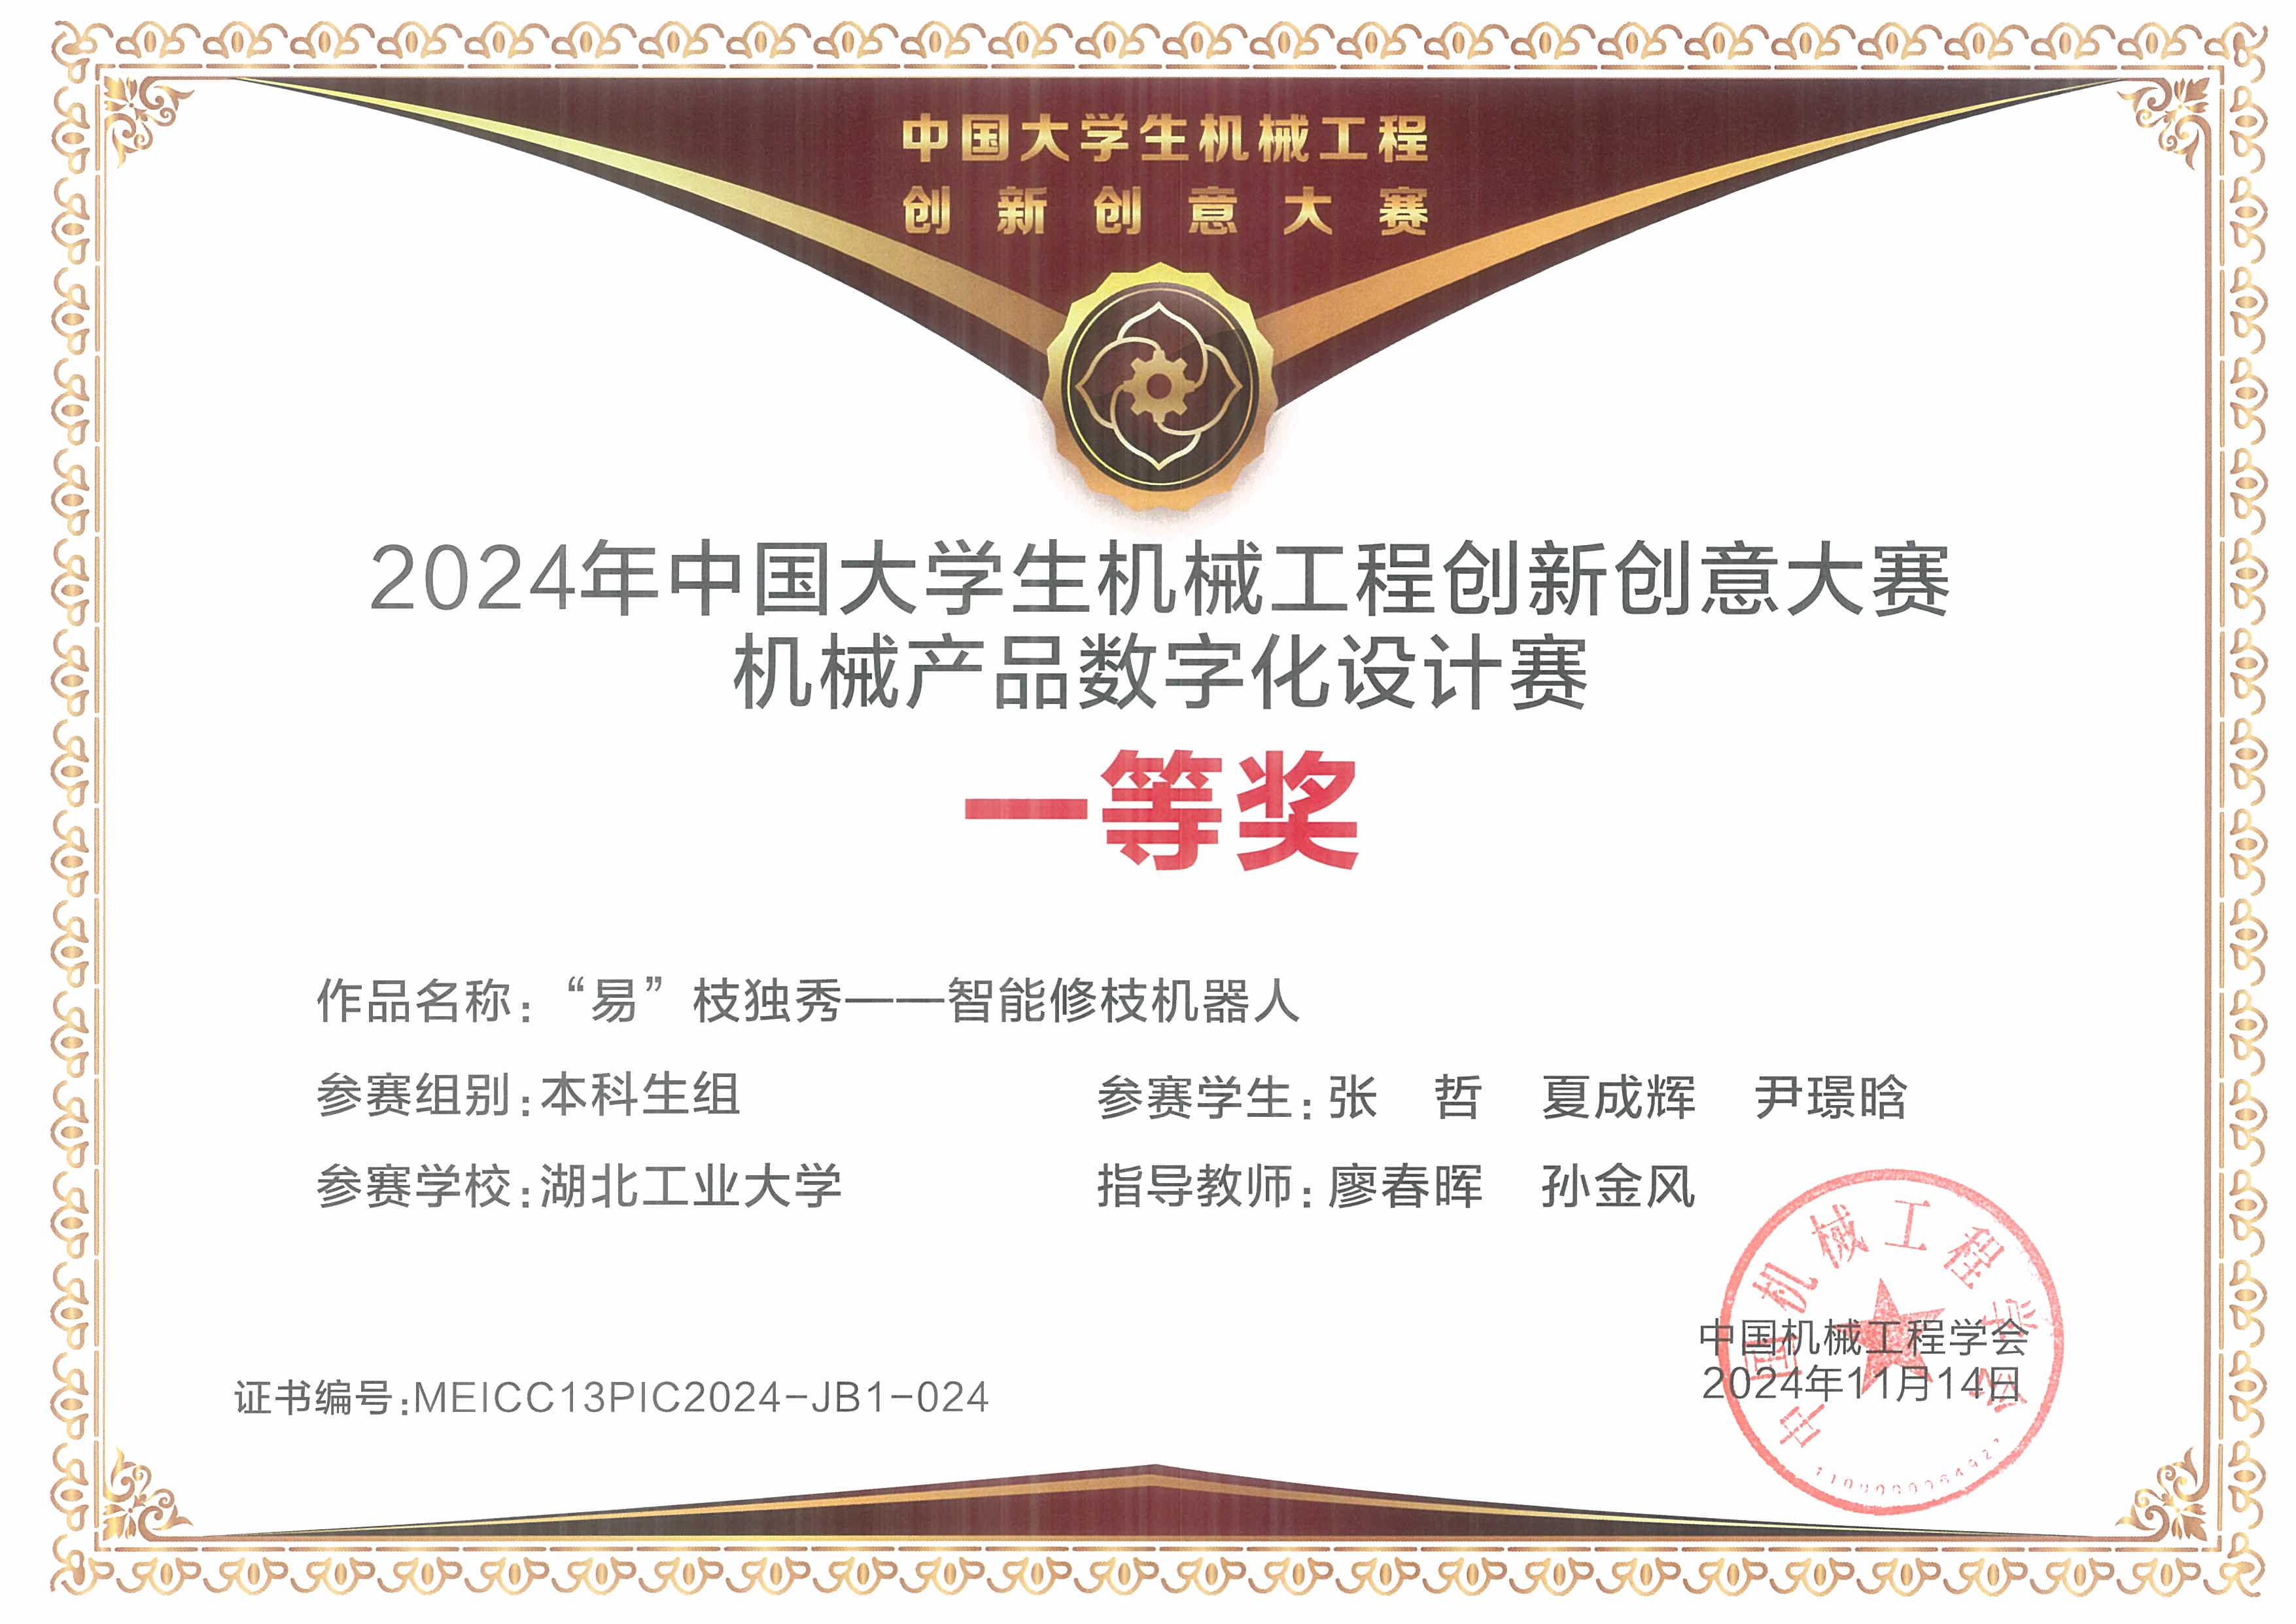 中国大学生机械工程
创新创意大赛
2024年中国大学生机械工程创新创意大赛
机械产品数字化设计赛
一等奖
作品名称：“易”枝独秀——智能修枝机器人
参赛组别：本科生组
参赛学生：张 哲 夏成辉 尹璟晗
参赛学校：湖北工业大学
指导教师：廖春晖 孙金风
中国机械工程学会
中国机械工程学会
2024年11月14日
证书编号：MEICC13PIC2024-JB1-024